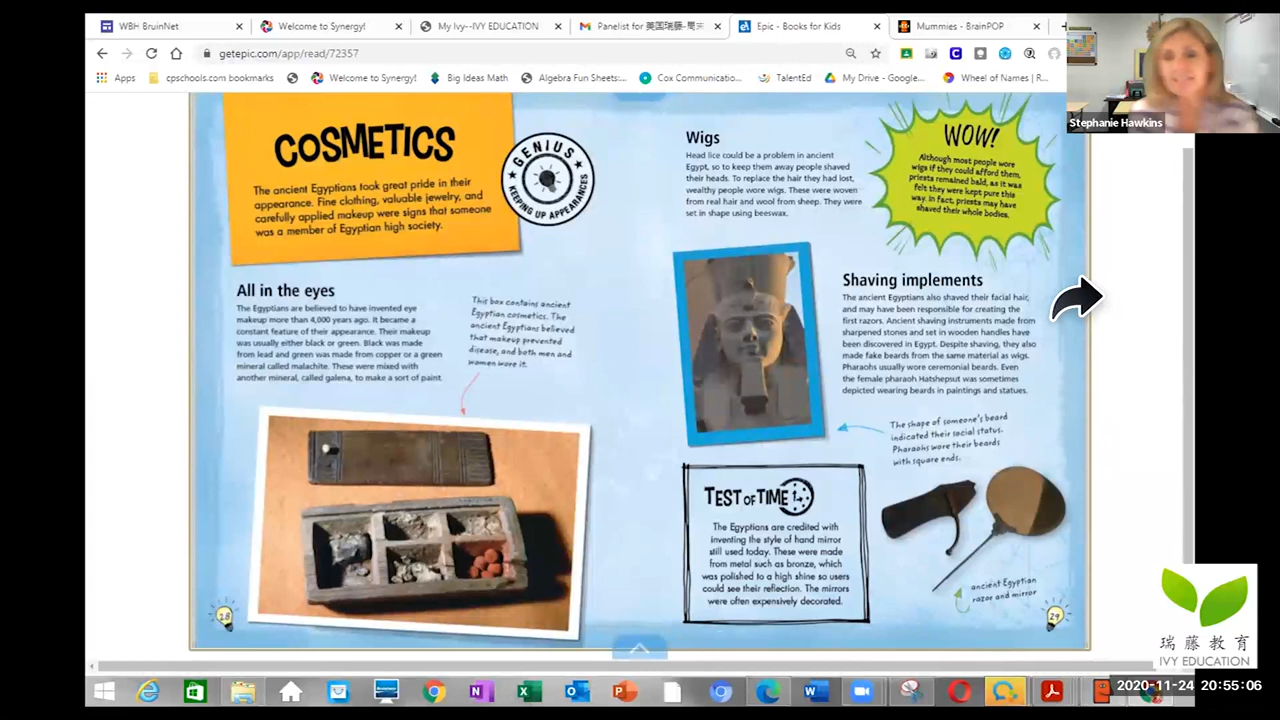 WBH BruinNet
Welcome to Synergy!
My Ivy--IVY EDUCATION
Panelist for 英国瑞藤-周末
Epic - Books for Kids
Mummies - BrainPOP
getepic.com/app/read/72357
Apps
cpschools.com bookmarks
Welcome to Synergy!
Big Ideas Math
Algebra Fun Sheets:...
Cox Communicatio...
TalentEd
My Drive - Google...
Wheel of Names | R...
Stephanie Hawkins
COSMETICS
The ancient Egyptians took great pride in their
appearance. Fine clothing, valuable jewelry, and
carefully applied makeup were signs that someone
was a member of Egyptian high society.
GENIUS
KEEPING UP APPEARANCES
All in the eyes
The Egyptians are believed to have invented eye
makeup more than 4,000 years ago. It became a
constant feature of their appearance. Their makeup
was usually either black or green. Black was made
from lead and green was made from copper or a green
mineral called malachite. These were mixed with
another mineral, called galena, to make a sort of paint.
This box contains ancient
Egyptian cosmetics. The
ancient Egyptians believed
that makeup prevented
disease, and both men and
women wore it.
28
Wigs
Head lice could be a problem in ancient
Egypt, so to keep them away people shaved
their heads. To replace the hair they had lost,
wealthy people wore wigs. These were woven
from real hair and wool from sheep. They were
set in shape using beeswax.
WOW!
Although most people wore
wigs if they could afford them,
priests remained bald, as it was
felt they were kept pure this
way. In fact, priests may have
shaved their whole bodies.
Shaving implements
The ancient Egyptians also shaved their facial hair,
and may have been responsible for creating the
first razors. Ancient shaving instruments made from
sharpened stones and set in wooden handles have
been discovered in Egypt. Despite shaving, they also
made fake beards from the same material as wigs.
Pharaohs usually wore ceremonial beards. Even
the female pharaoh Hatshepsut was sometimes
depicted wearing beards in paintings and statues.
The shape of someone's beard
indicated their social status.
Pharaohs wore their beards
with square ends.
TEST OF TIME
The Egyptians are credited with
inventing the style of hand mirror
still used today. These were made
from metal such as bronze, which
was polished to a high shine so users
could see their reflection. The mirrors
were often expensively decorated.
ancient Egyptian
razor and mirror
29
瑞藤教育
IVY EDUCATION
2020-11-24 20:55:06